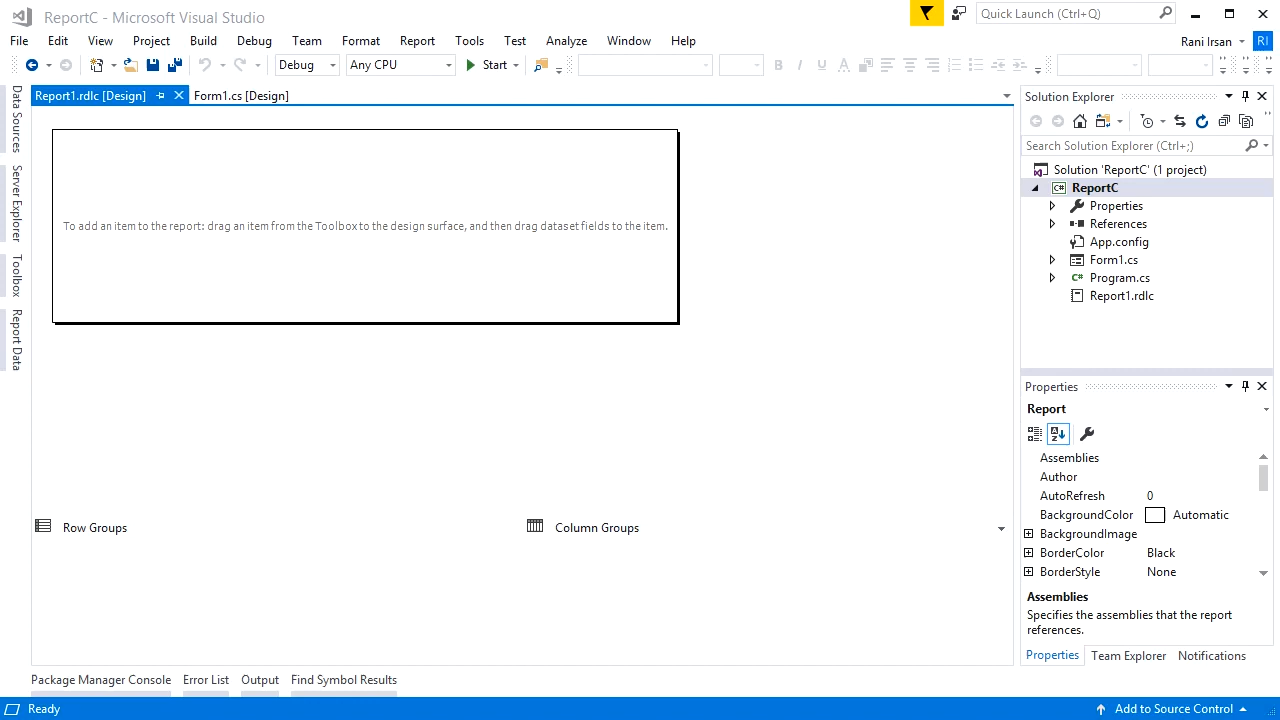 ReportC - Microsoft Visual Studio
Quick Launch (Ctrl+Q)
File Edit View Project Build Debug Team Format Report Tools Test Analyze Window Help
Rani Irsan RI
Debug Any CPU Start
Report1.rdlc [Design] Form1.cs [Design]
Data Sources
Server Explorer
Toolbox
Report Data
To add an item to the report: drag an item from the Toolbox to the design surface, and then drag dataset fields to the item.
Row Groups
Column Groups
Solution Explorer
Search Solution Explorer (Ctrl+;)
Solution 'ReportC' (1 project)
ReportC
Properties
References
App.config
Form1.cs
Program.cs
Report1.rdlc
Properties
Report
Assemblies
Author
AutoRefresh 0
BackgroundColor Automatic
BackgroundImage
BorderColor Black
BorderStyle None
Assemblies
Specifies the assemblies that the report
references.
Properties Team Explorer Notifications
Package Manager Console Error List Output Find Symbol Results
Ready
Add to Source Control